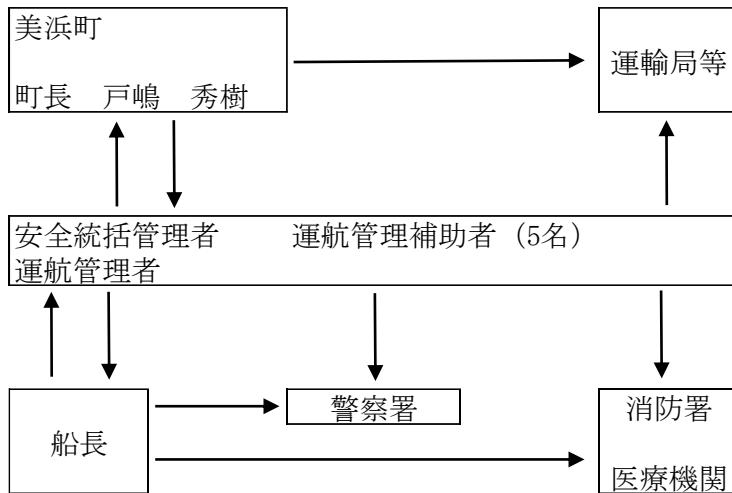 美浜町
町長　戸嶋　秀樹
運輸局等
安全統括管理者　　　運航管理補助者（5名）
運航管理者
船長
警察署
消防署
医療機関